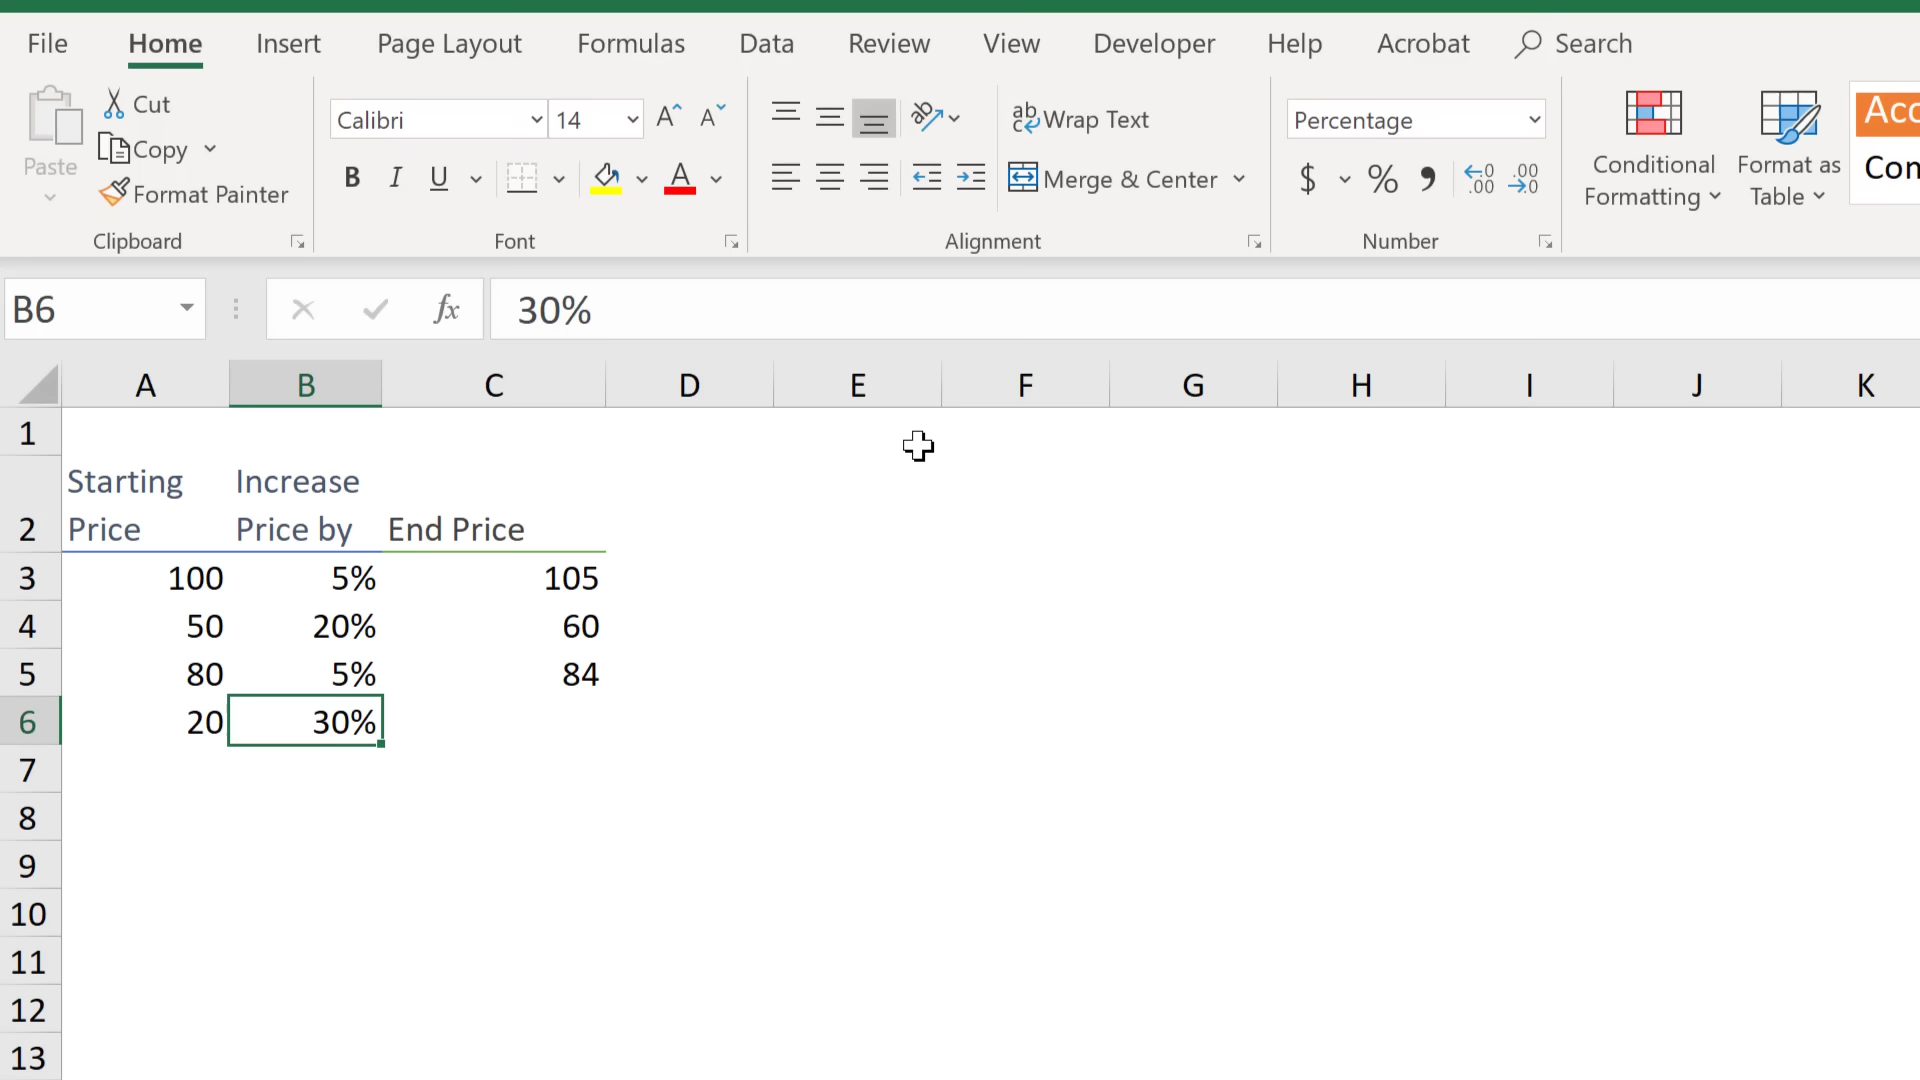 File Home Insert Page Layout Formulas Data Review View Developer Help Acrobat Search
Paste
Cut
Copy
Format Painter
Clipboard
Calibri 14
B I U
Font
Wrap Text
Merge & Center
Alignment
Percentage
$ % ,
Number
Conditional
Formatting
Format as
Table
B6 fx 30%
A B C D E F G H I J K
1
Starting Increase
2 Price Price by End Price
3 100 5% 105
4 50 20% 60
5 80 5% 84
6 20 30%
7
8
9
10
11
12
13